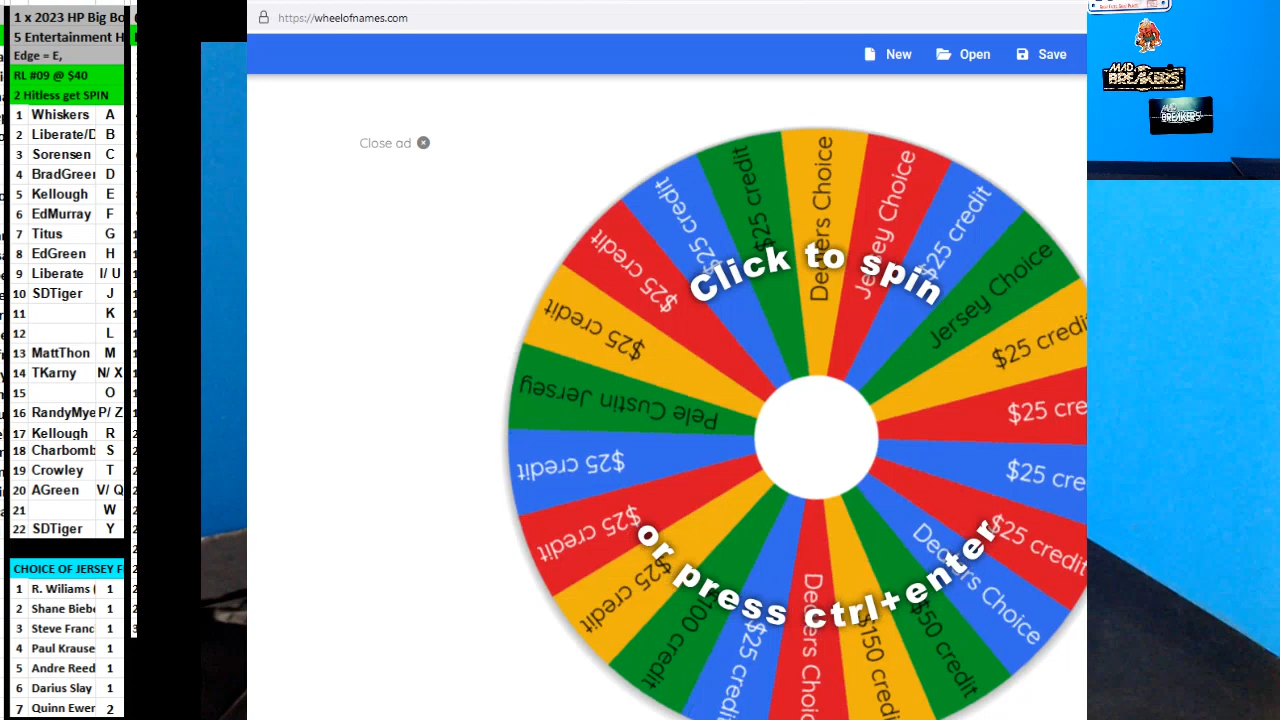 1 x 2023 HP Big Bo
5 Entertainment H
Edge = E,
RL #09 @ $40
2 Hitless get SPIN
1 Whiskers A
2 Liberate/D B
3 Sorensen C
4 BradGreen D
5 Kellough E
6 EdMurray F
7 Titus G
8 EdGreen H
9 Liberate I/ U
10 SDTiger J
11 K
12 L
13 MattThon M
14 TKarny N/ X
15 O
16 RandyMye P/ Z
17 Kellough R
18 Charbomb S
19 Crowley T
20 AGreen V/ Q
21 W
22 SDTiger Y
CHOICE OF JERSEY F
1 R. Wiliams ( 1
2 Shane Biebe 1
3 Steve Franc 1
4 Paul Krause 1
5 Andre Reed 1
6 Darius Slay 1
7 Quinn Ewer 2
https://wheelofnames.com
New Open Save
Close ad
Click to spin
or press ctrl+enter
Dealers Choice
Jersey Choice
$25 credit
Jersey Choice
$25 credi
$25 cre
$25 cre
$25 credit
Dealers Choice
$50 credit
$150 credi
Dealers Choi
$25 credit
$100 credit
$25 credit
$25 credit
$25 credit
Pele Custin Jersey
$25 credit
$25 credit
$25 credit
$25 credit
MAD
BREAKERS
MAD
BREAKERS